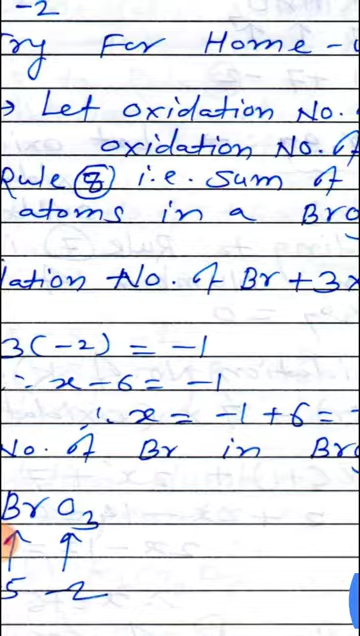 -2
Try For Home -
→ Let oxidation No.
oxidation No. of
Rule (8) i.e. sum of
atoms in a Bro
lation No. of Br + 3x
3(-2) = -1
∴ x - 6 = -1
∴ x = -1 + 6 =
No. of Br in Br
BrO₃
↑ ↑
5 -2